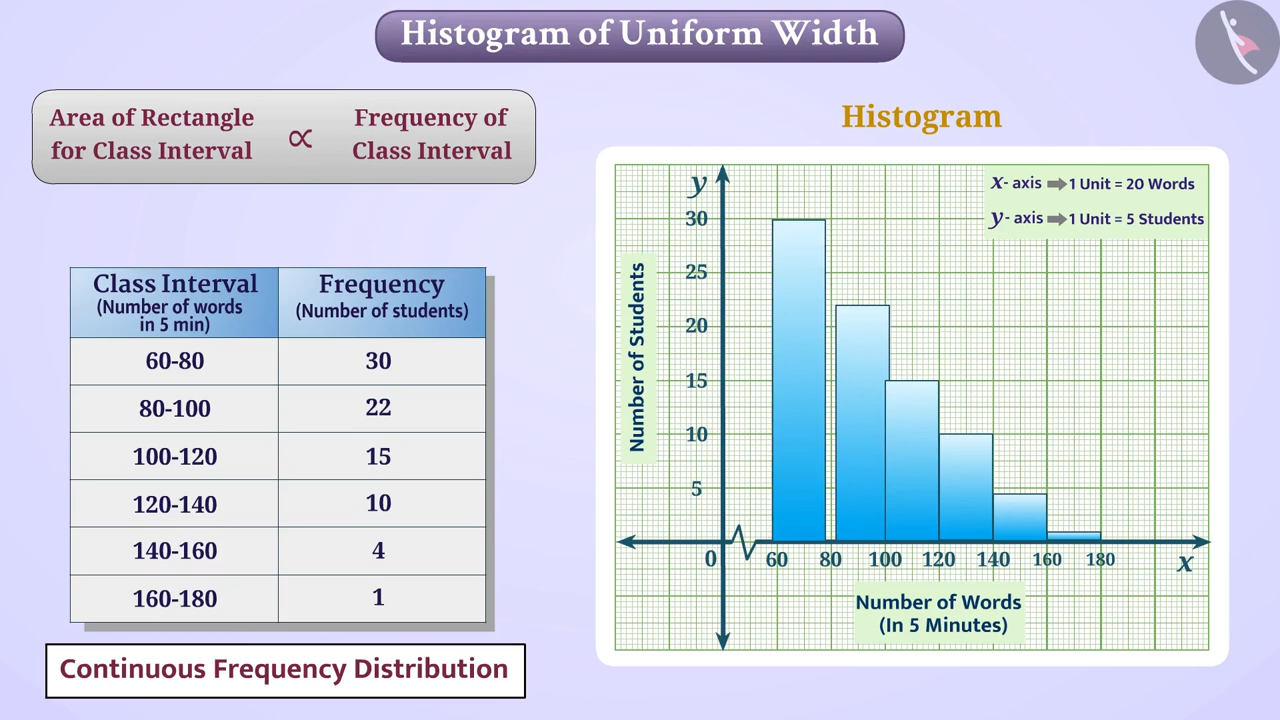 Histogram of Uniform Width
Area of Rectangle
for Class Interval
∝
Frequency of
Class Interval
Class Interval
(Number of words
in 5 min)
Frequency
(Number of students)
60-80 30
80-100 22
100-120 15
120-140 10
140-160 4
160-180 1
Continuous Frequency Distribution
Histogram
x- axis ➡ 1 Unit = 20 Words
y- axis ➡ 1 Unit = 5 Students
y
30
25
20
15
10
5
Number of Students
0 60 80 100 120 140 160 180 x
Number of Words
(In 5 Minutes)